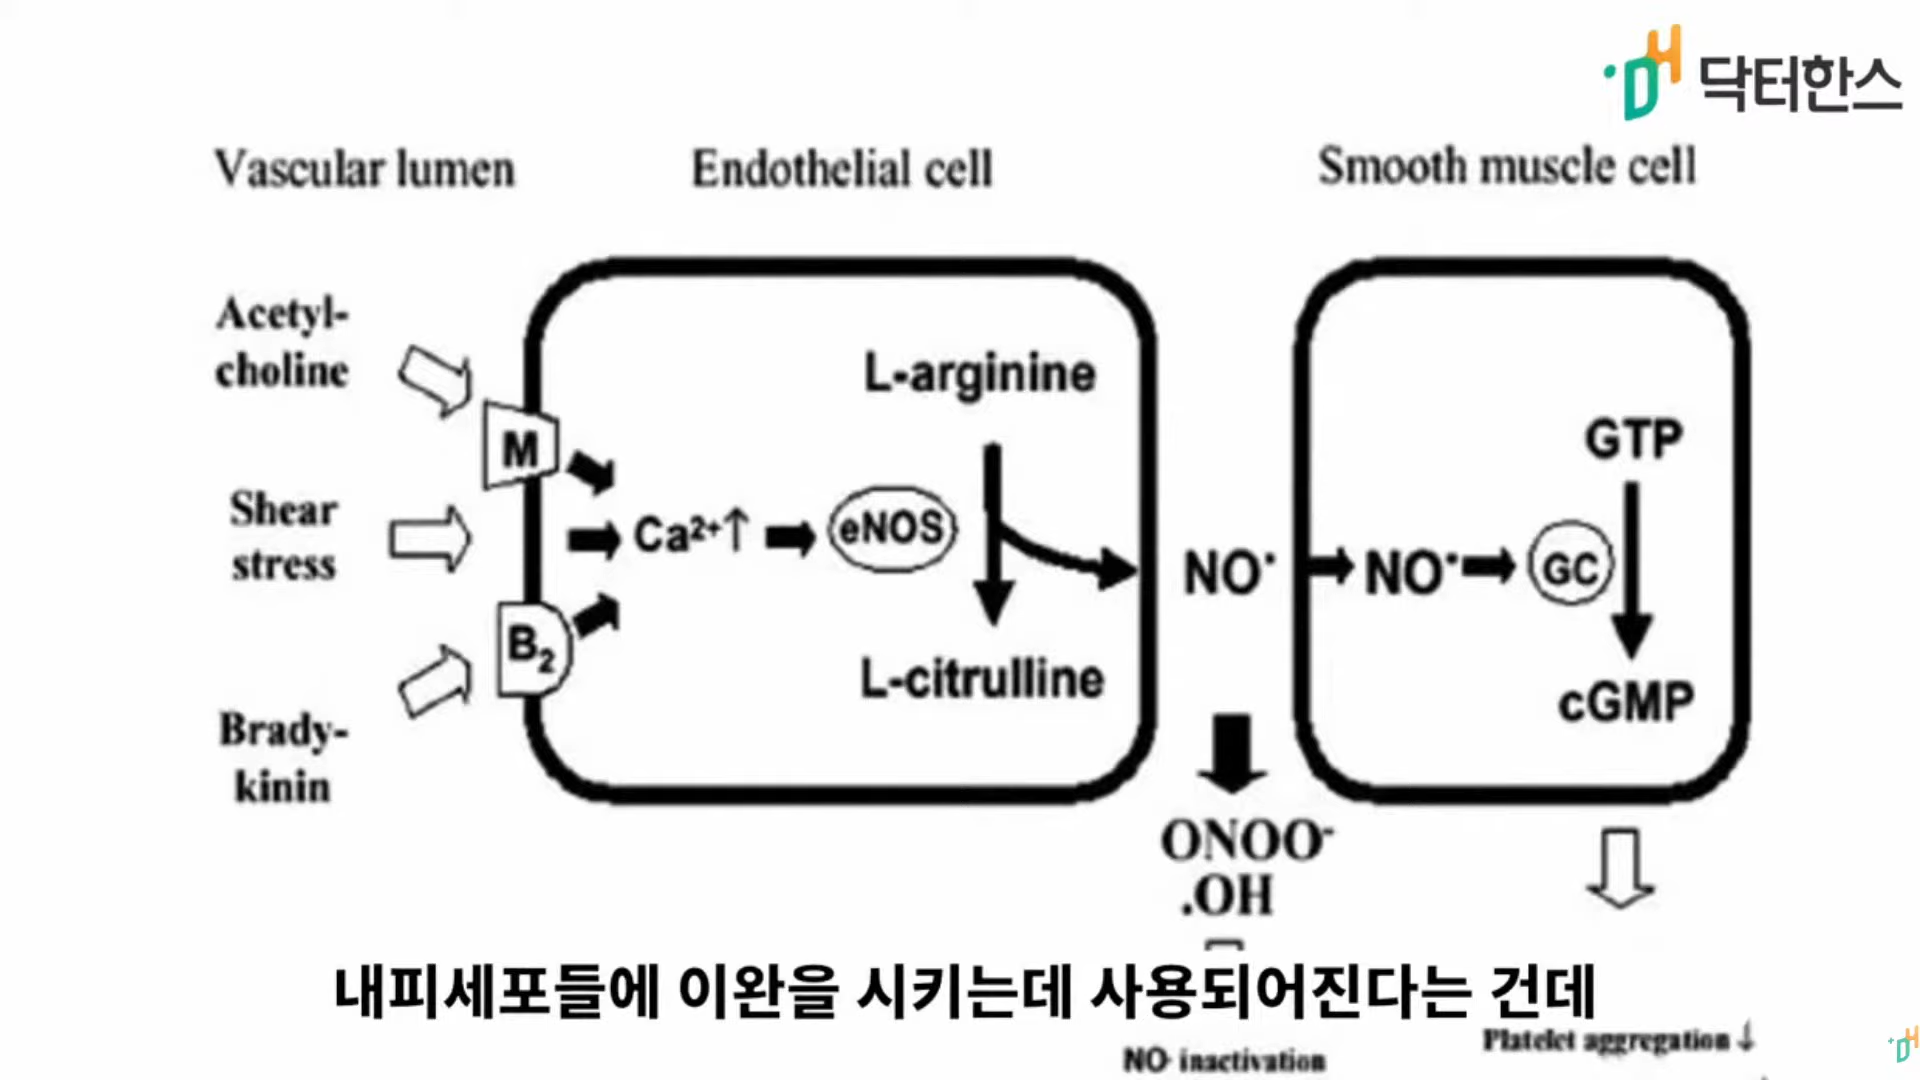 닥터한스
Vascular lumen
Endothelial cell
Smooth muscle cell
Acetyl-
choline
Shear
stress
Brady-
kinin
M
B₂
Ca²⁺↑
eNOS
L-arginine
L-citrulline
NO·
NO·
GC
GTP
cGMP
ONOO⁻
.OH
내피세포들에 이완을 시키는데 사용되어진다는 건데
Platelet aggregation ↓
NO· inactivation